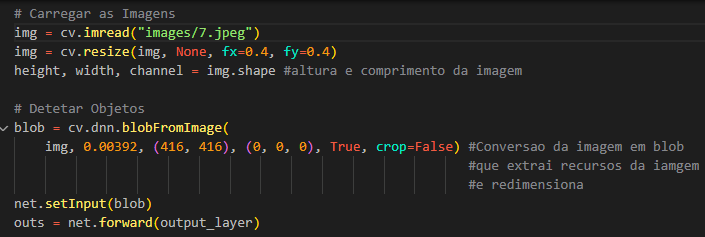 # Carregar as Imagens
img = cv.imread("images/7.jpeg")
img = cv.resize(img, None, fx=0.4, fy=0.4)
height, width, channel = img.shape #altura e comprimento da imagem
# Detetar Objetos
blob = cv.dnn.blobFromImage(
img, 0.00392, (416, 416), (0, 0, 0), True, crop=False) #Conversao da imagem em blob
#que extrai recursos da iamgem
#e redimensiona
net.setInput(blob)
outs = net.forward(output_layer)